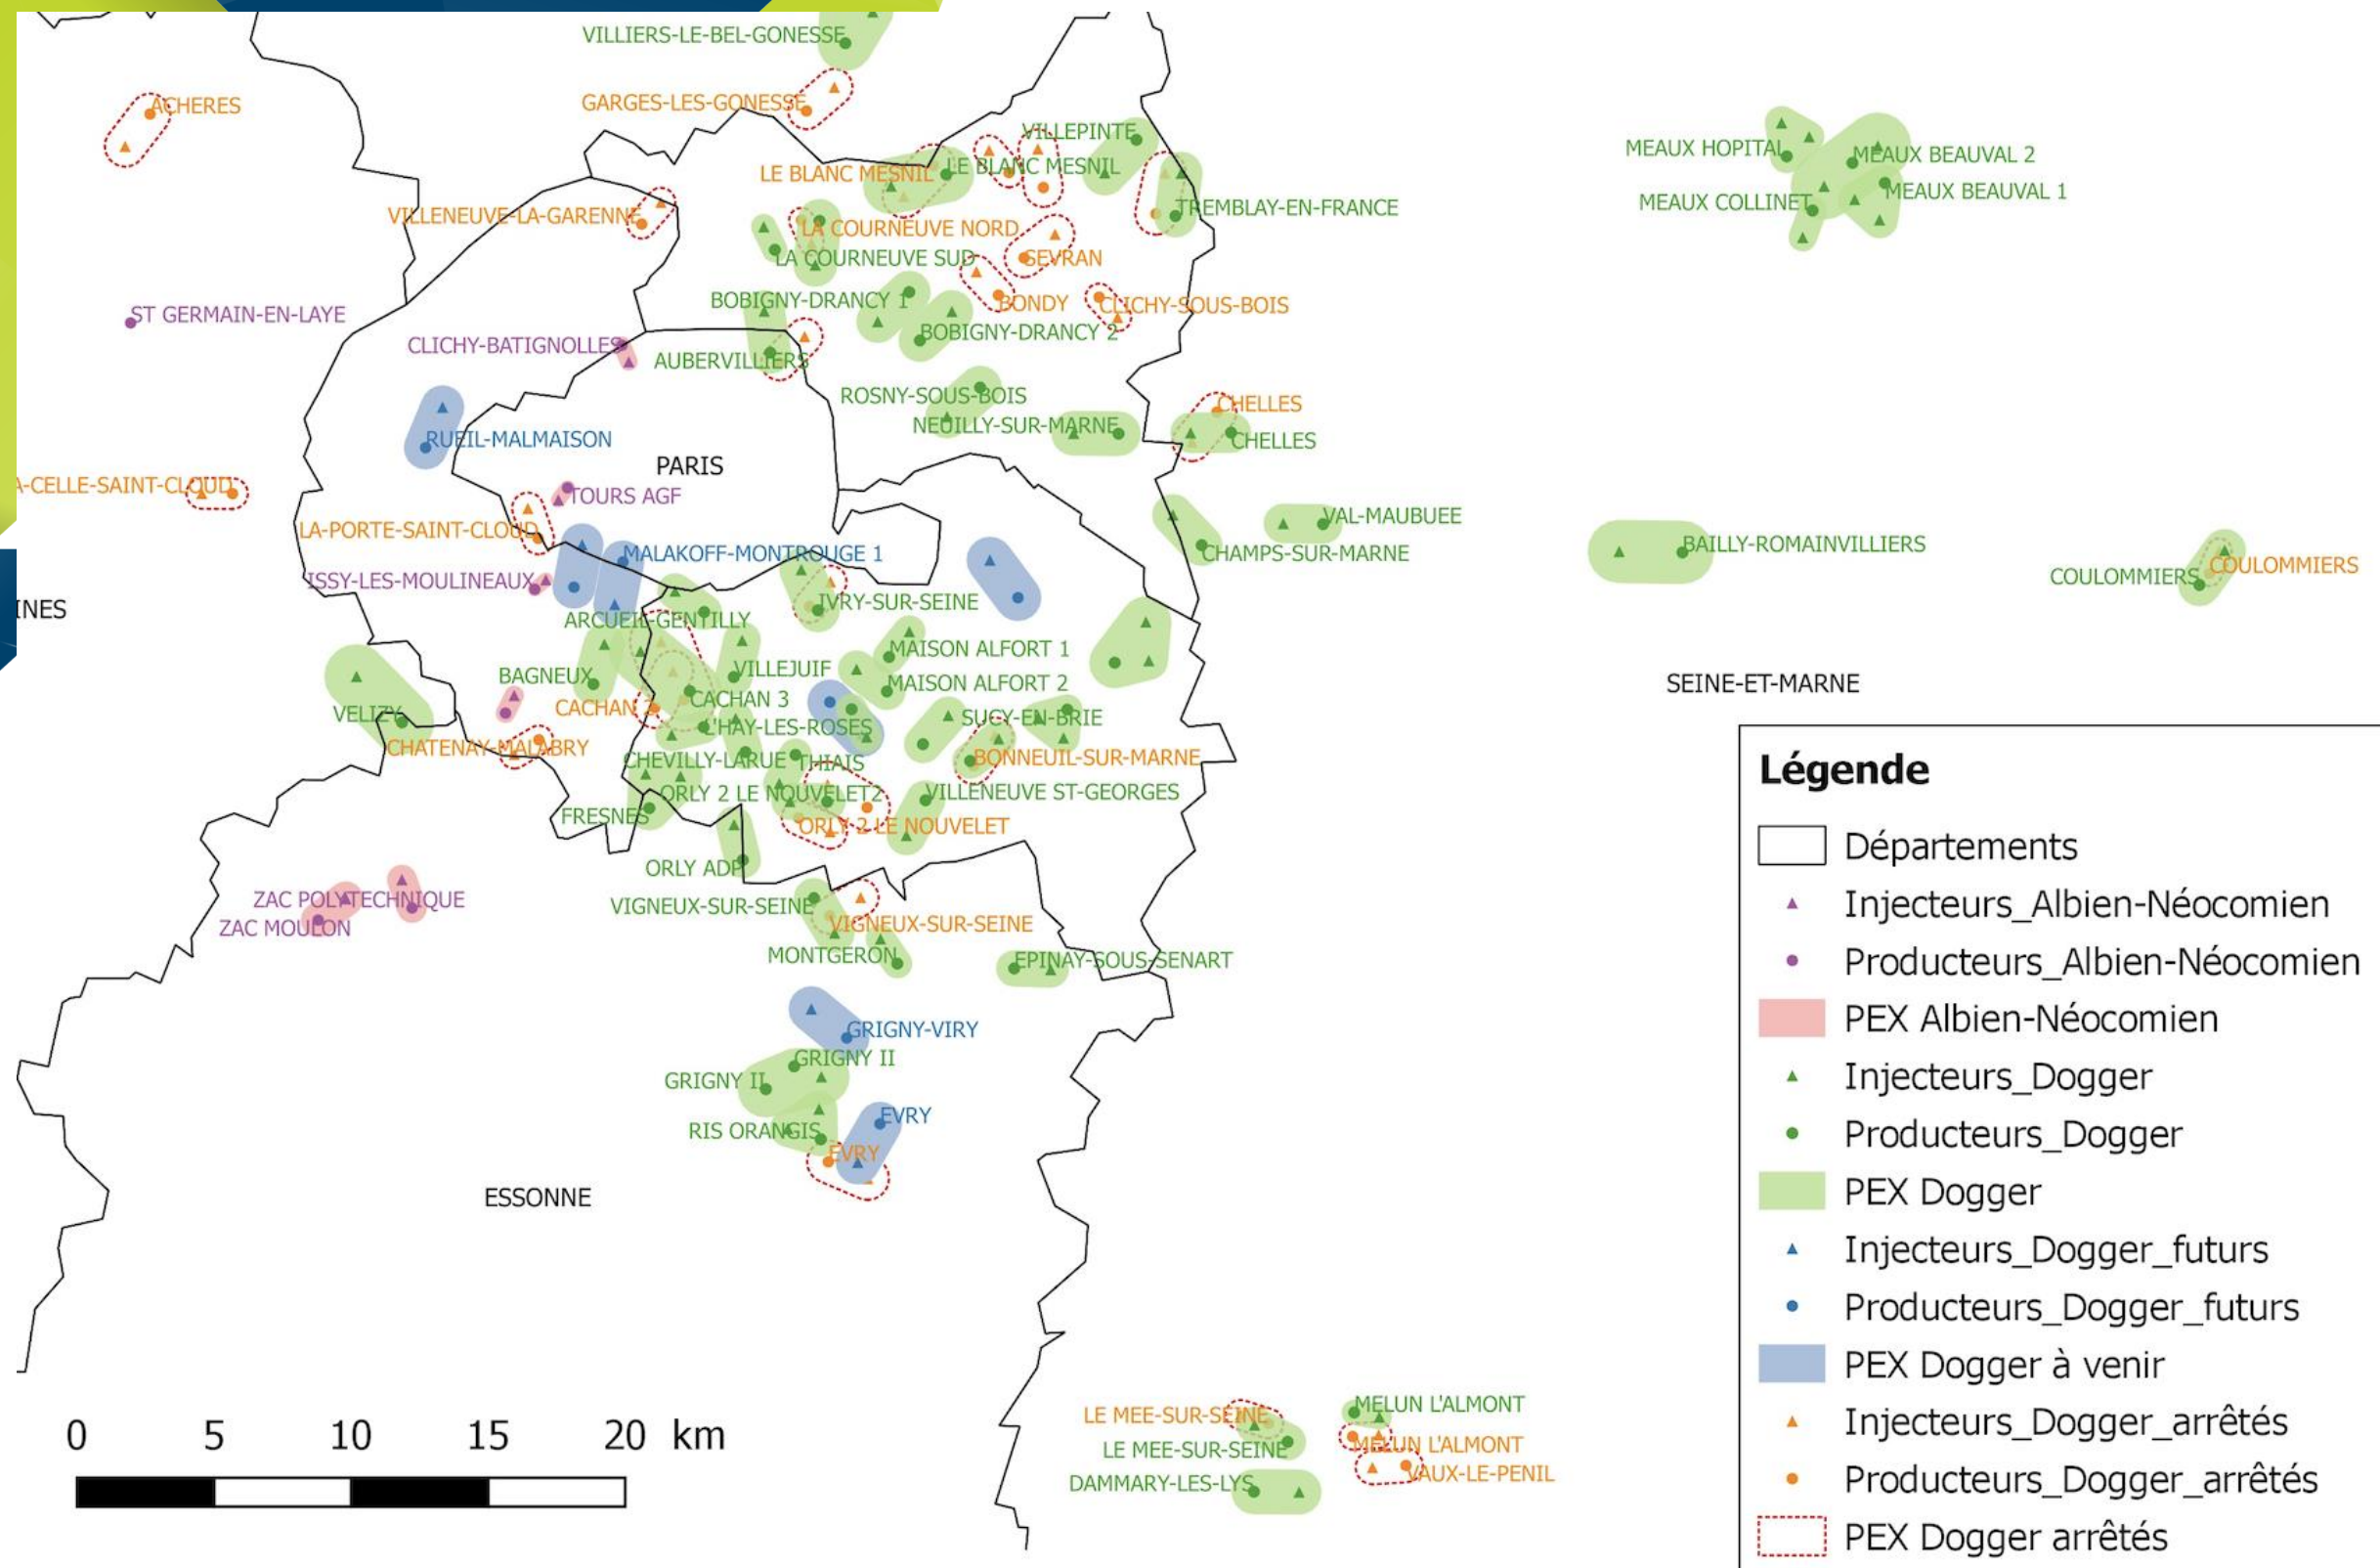 VILLIERS-LE-BEL-GONESSE
ACHERES
GARGES-LES-GONESSE
VILLEPINTE
MEAUX HOPITAL
MEAUX BEAUVAL 2
LE BLANC MESNIL
LE BLANC MESNIL
MEAUX BEAUVAL 1
MEAUX COLLINET
TREMBLAY-EN-FRANCE
VILLENEUVE-LA-GARENNE
LA COURNEUVE NORD
LA COURNEUVE SUD
SEVRAN
BOBIGNY-DRANCY 1
BONDY
CLICHY-SOUS-BOIS
ST GERMAIN-EN-LAYE
BOBIGNY-DRANCY 2
CLICHY-BATIGNOLLES
AUBERVILLIERS
ROSNY-SOUS-BOIS
CHELLES
NEUILLY-SUR-MARNE
RUEIL-MALMAISON
CHELLES
PARIS
A-CELLE-SAINT-CLOUD
TOURS AGF
VAL-MAUBUEE
LA-PORTE-SAINT-CLOUD
BAILLY-ROMAINVILLIERS
MALAKOFF-MONTROUGE 1
CHAMPS-SUR-MARNE
COULOMMIERS
COULOMMIERS
ISSY-LES-MOULINEAUX
INES
IVRY-SUR-SEINE
ARCUEIL-GENTILLY
MAISON ALFORT 1
VILLEJUIF
BAGNEUX
MAISON ALFORT 2
SEINE-ET-MARNE
CACHAN 3
CACHAN 2
VELIZY
SUCY-EN-BRIE
L'HAY-LES-ROSES
CHATENAY-MALABRY
BONNEUIL-SUR-MARNE
CHEVILLY-LARUE
THIAIS
ORLY 2 LE NOUVELET2
VILLENEUVE ST-GEORGES
FRESNES
ORLY 2 LE NOUVELET
ORLY ADP
ZAC POLYTECHNIQUE
VIGNEUX-SUR-SEINE
ZAC MOULON
VIGNEUX-SUR-SEINE
MONTGERON
EPINAY-SOUS-SENART
GRIGNY-VIRY
GRIGNY II
GRIGNY II
EVRY
RIS ORANGIS
EVRY
ESSONNE
MELUN L'ALMONT
LE MEE-SUR-SEINE
LE MEE-SUR-SEINE
MELUN L'ALMONT
VAUX-LE-PENIL
DAMMARY-LES-LYS
0 5 10 15 20 km
Légende
Départements
Injecteurs_Albien-Néocomien
Producteurs_Albien-Néocomien
PEX Albien-Néocomien
Injecteurs_Dogger
Producteurs_Dogger
PEX Dogger
Injecteurs_Dogger_futurs
Producteurs_Dogger_futurs
PEX Dogger à venir
Injecteurs_Dogger_arrêtés
Producteurs_Dogger_arrêtés
PEX Dogger arrêtés